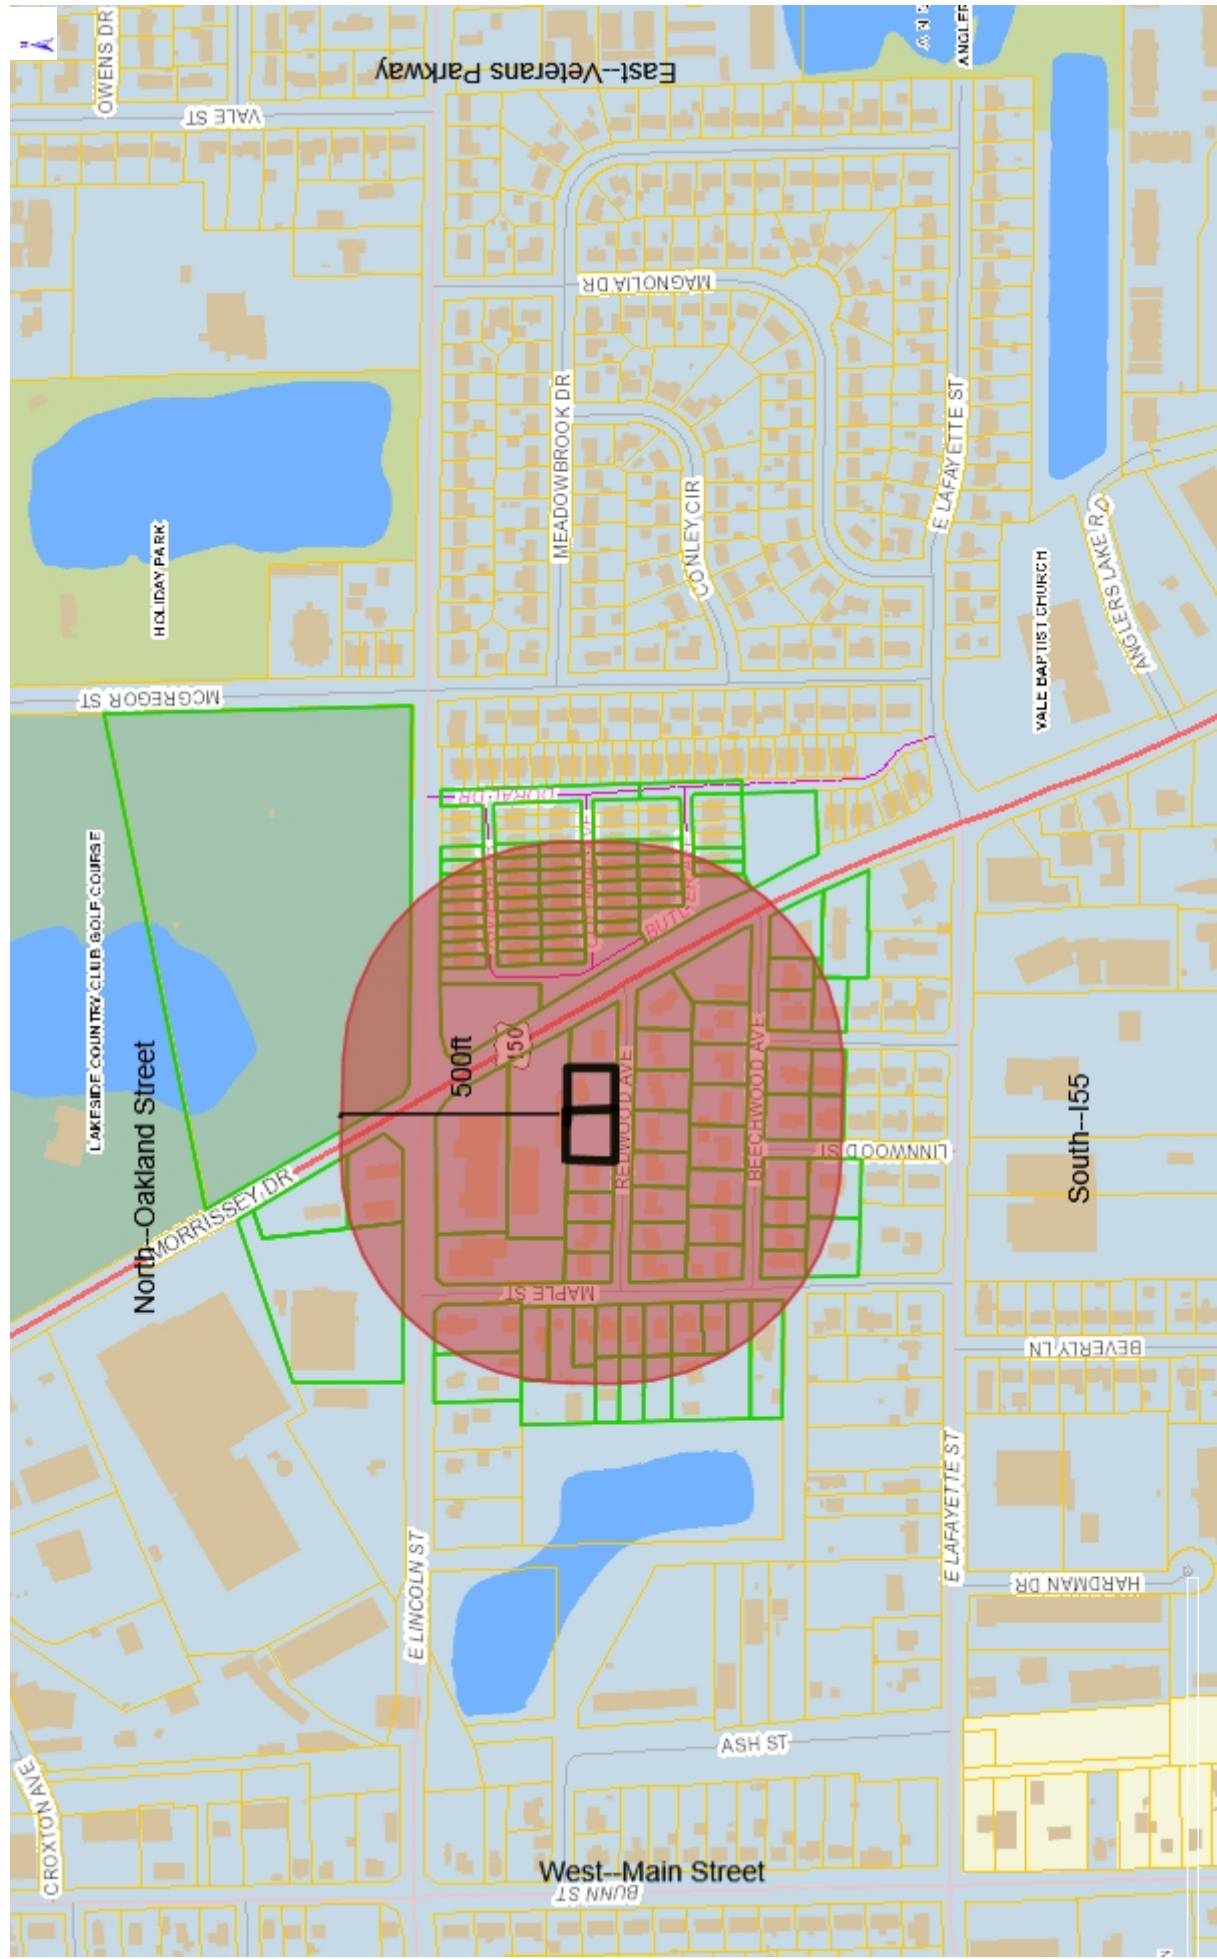 OWENS DR
VALE ST
East--Veterans Parkway
ANGLER
MAGNOLIA DR
MEADOWBROOK DR
CONLEY CIR
E LAFAYETTE ST
HOLIDAY PARK
ANGLERS LAKE RD
VALE BAPTIST CHURCH
MCGREGOR ST
DURAL DR
LAKESIDE COUNTRY CLUB GOLF COURSE
North--Oakland Street
500ft
150
REDWOOD AVE
BEECHWOOD AVE
LINNWOOD ST
South--I55
MORRISSEY DR
MAPLE ST
BEVERLY LN
E LINCOLN ST
E LAFAYETTE ST
HARDMAN DR
ASH ST
CROXTON AVE
West--Main Street
BUNN ST